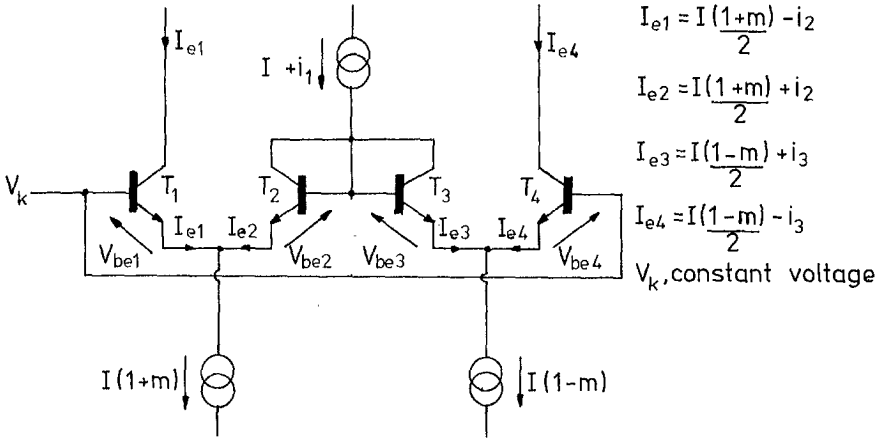 I_e1
I + i_1
I_e4
V_k
T_1
T_2
T_3
T_4
I_e1
I_e2
I_e3
I_e4
V_be1
V_be2
V_be3
V_be4
I(1+m)
I(1-m)
I_e1 = I(1+m)/2 - i_2
I_e2 = I(1+m)/2 + i_2
I_e3 = I(1-m)/2 + i_3
I_e4 = I(1-m)/2 - i_3
V_k, constant voltage